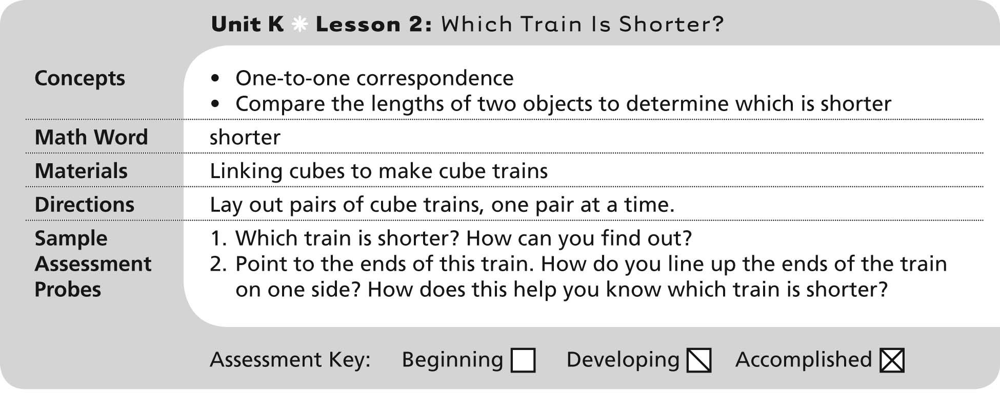 Unit K Lesson 2: Which Train Is Shorter?
Concepts
• One-to-one correspondence
• Compare the lengths of two objects to determine which is shorter
Math Word
shorter
Materials
Linking cubes to make cube trains
Directions
Lay out pairs of cube trains, one pair at a time.
Sample
Assessment
Probes
1. Which train is shorter? How can you find out?
2. Point to the ends of this train. How do you line up the ends of the train
on one side? How does this help you know which train is shorter?
Assessment Key: Beginning Developing Accomplished